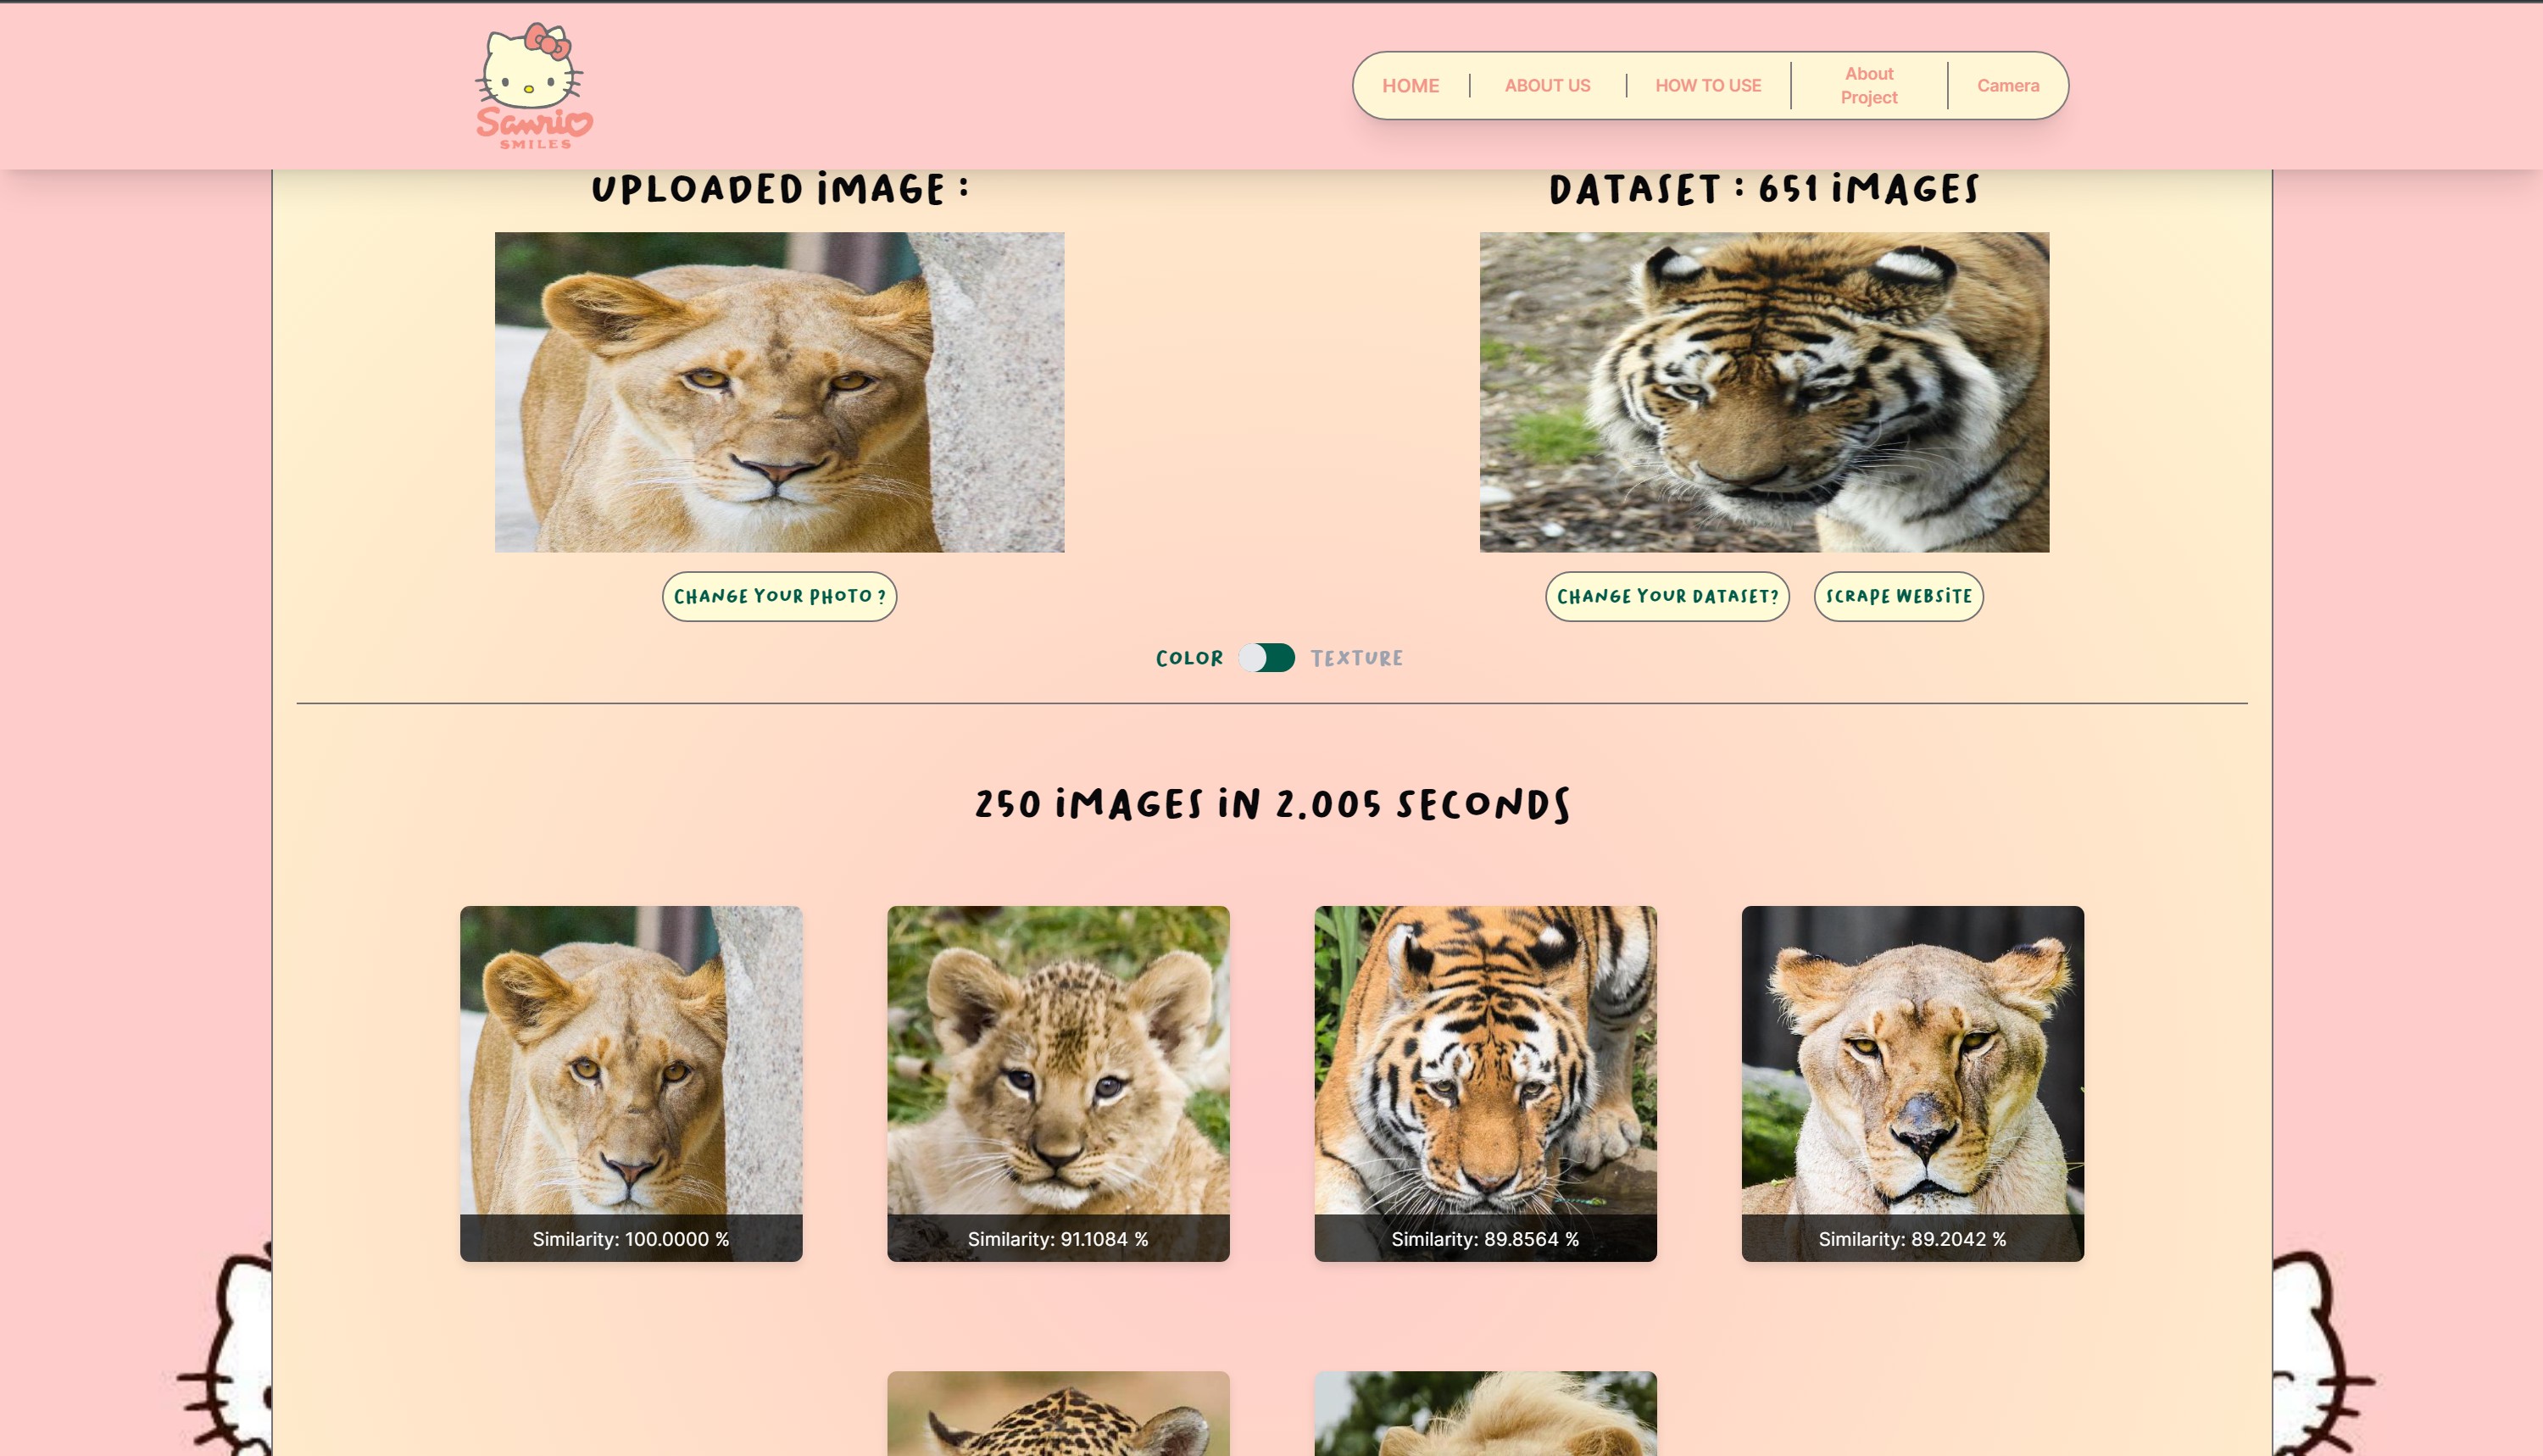 Sanrio
SMILES
HOME
ABOUT US
HOW TO USE
About
Project
Camera
UPLOADED iMAGE :
DATASET : 651 iMAGES
CHANGE YOUR PHOTO ?
CHANGE YOUR DATASET?
SCRAPE WEBSiTE
COLOR
TEXTURE
250 iMAGES iN 2.005 SECONDS
Similarity: 100.0000 %
Similarity: 91.1084 %
Similarity: 89.8564 %
Similarity: 89.2042 %